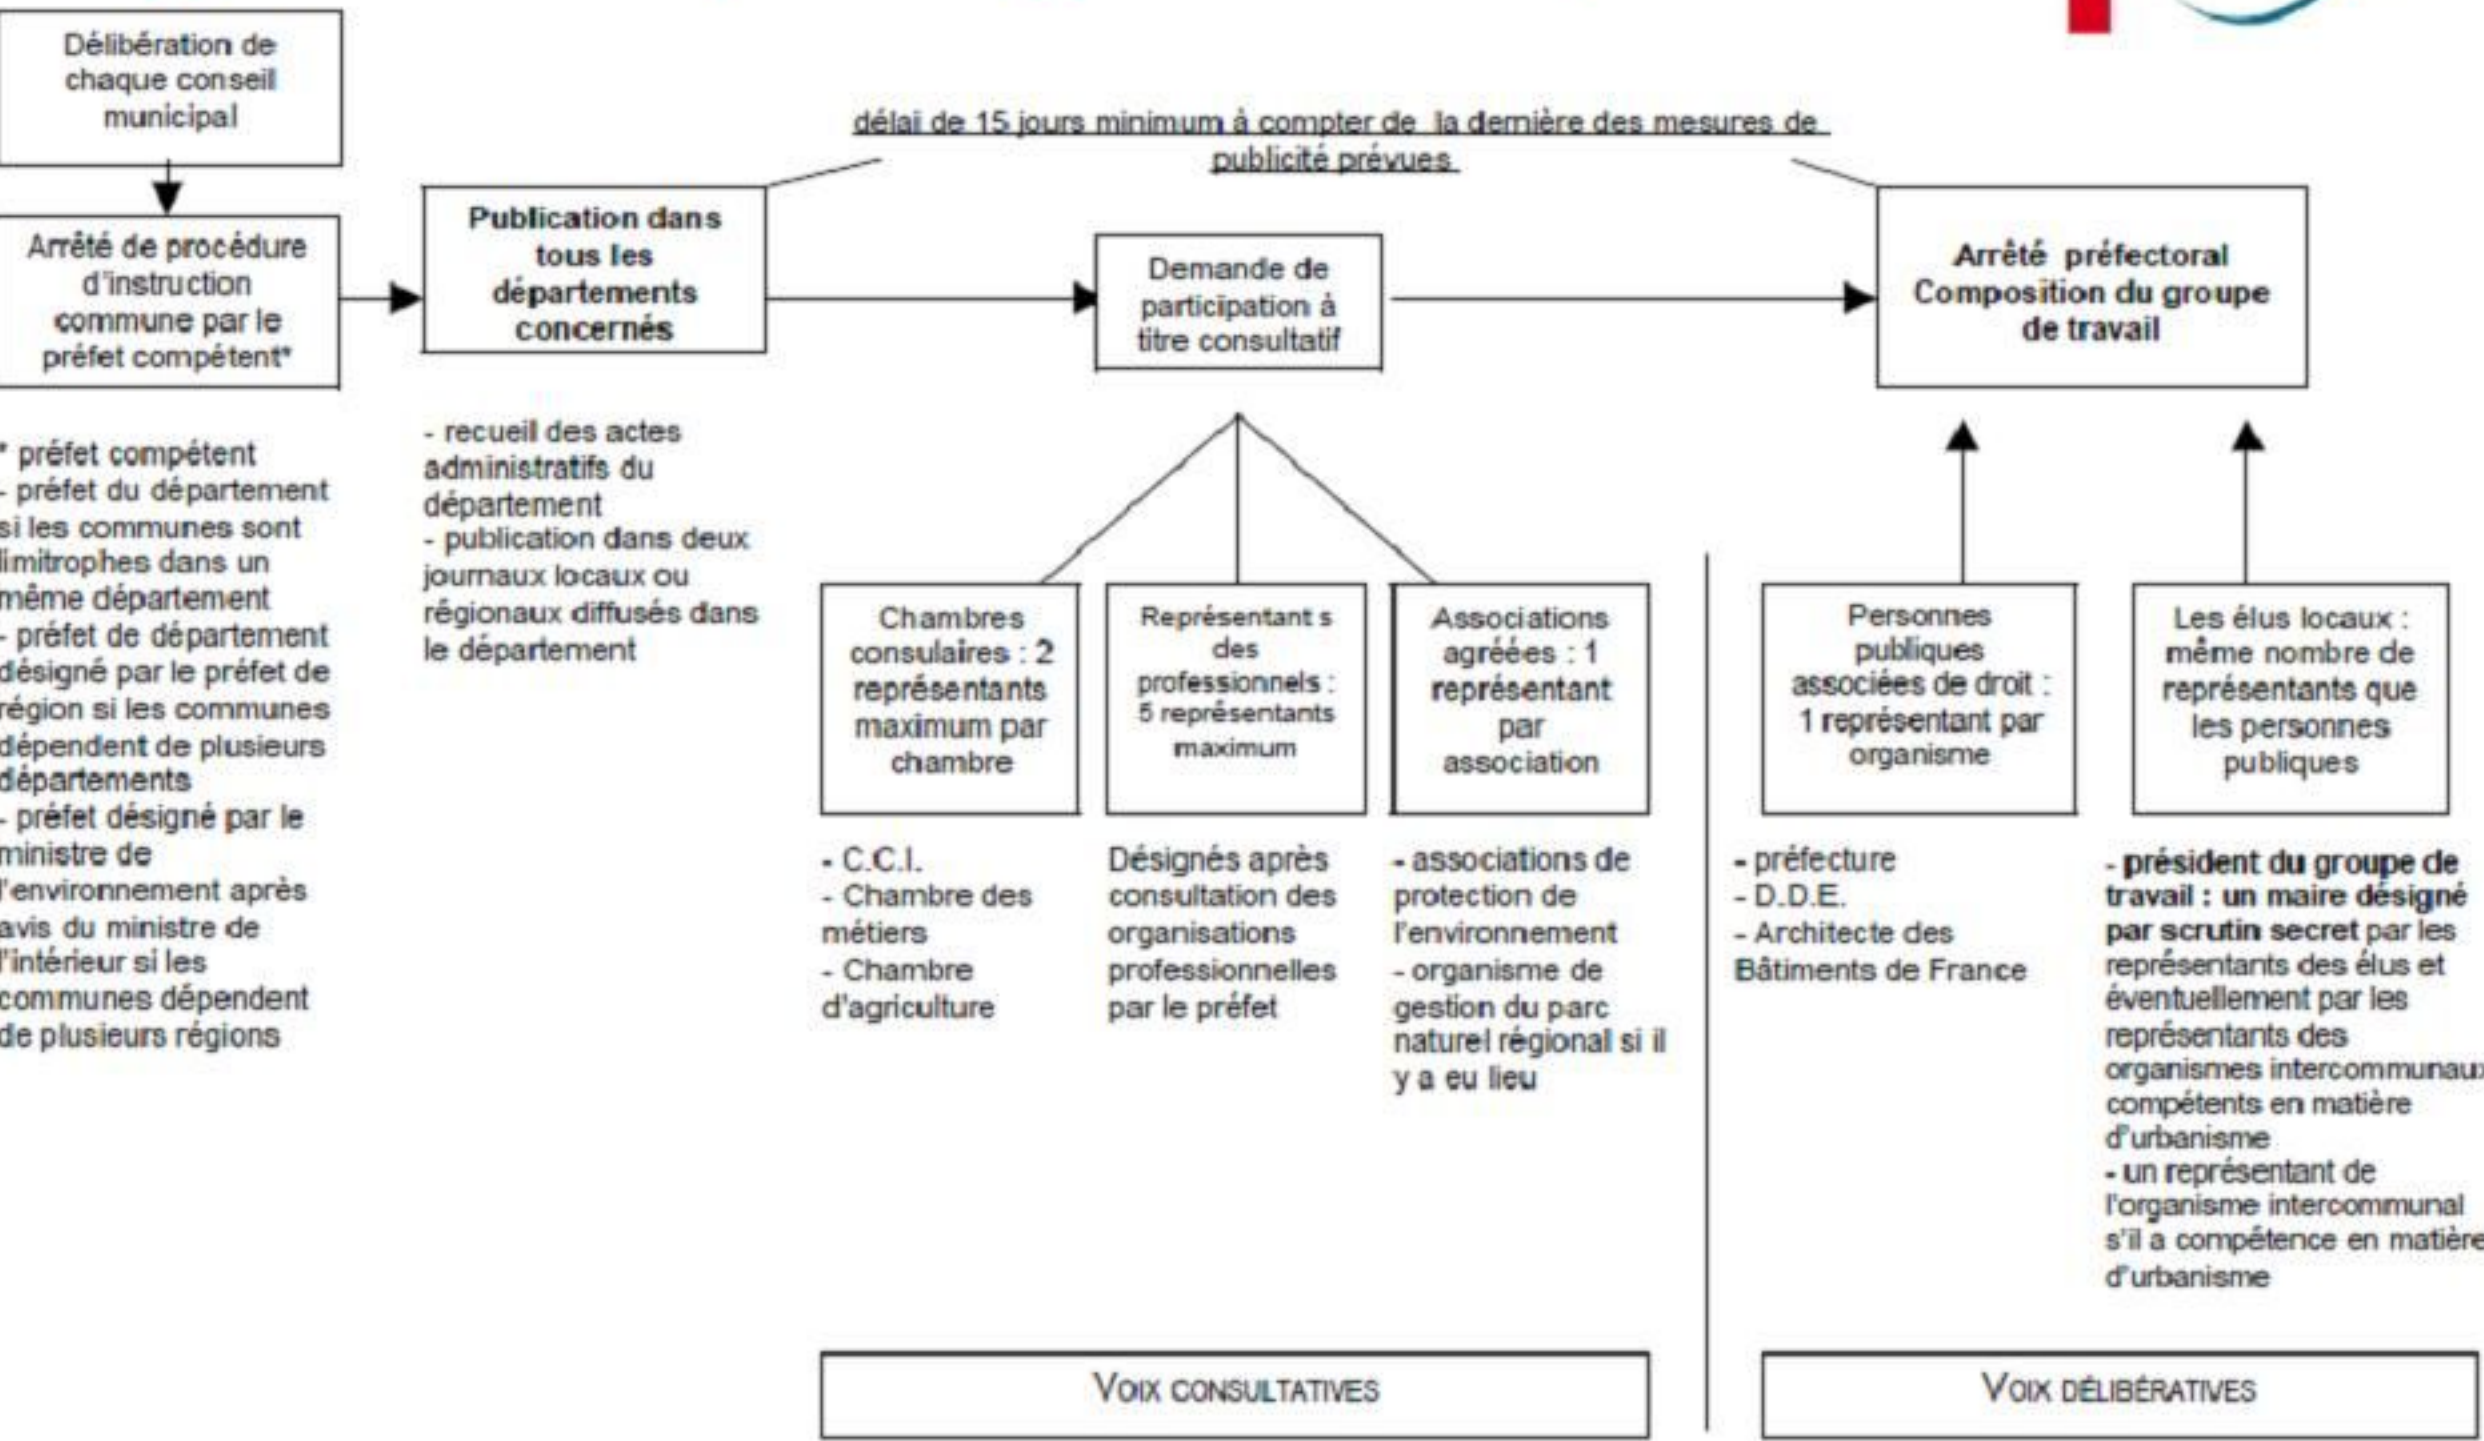 Délibération de
chaque conseil
municipal
délai de 15 jours minimum à compter de la dernière des mesures de
publicité prévues
Arrêté de procédure
d'instruction
commune par le
préfet compétent*
Publication dans
tous les
départements
concernés
Demande de
participation à
titre consultatif
Arrêté préfectoral
Composition du groupe
de travail
* préfet compétent
- préfet du département
si les communes sont
limitrophes dans un
même département
- préfet de département
désigné par le préfet de
région si les communes
dépendent de plusieurs
départements
- préfet désigné par le
ministre de
l'environnement après
avis du ministre de
l'intérieur si les
communes dépendent
de plusieurs régions
- recueil des actes
administratifs du
département
- publication dans deux
journaux locaux ou
régionaux diffusés dans
le département
Chambres
consulaires : 2
représentants
maximum par
chambre
- C.C.I.
- Chambre des
métiers
- Chambre
d'agriculture
Représentant s
des
professionnels :
5 représentants
maximum
Désignés après
consultation des
organisations
professionnelles
par le préfet
Associations
agréées : 1
représentant
par
association
- associations de
protection de
l'environnement
- organisme de
gestion du parc
naturel régional si il
y a eu lieu
Personnes
publiques
associées de droit :
1 représentant par
organisme
- préfecture
- D.D.E.
- Architecte des
Bâtiments de France
Les élus locaux :
même nombre de
représentants que
les personnes
publiques
- président du groupe de
travail : un maire désigné
par scrutin secret par les
représentants des élus et
éventuellement par les
représentants des
organismes intercommunaux
compétents en matière
d'urbanisme
- un représentant de
l'organisme intercommunal
s'il a compétence en matière
d'urbanisme
VOIX CONSULTATIVES
VOIX DÉLIBÉRATIVES